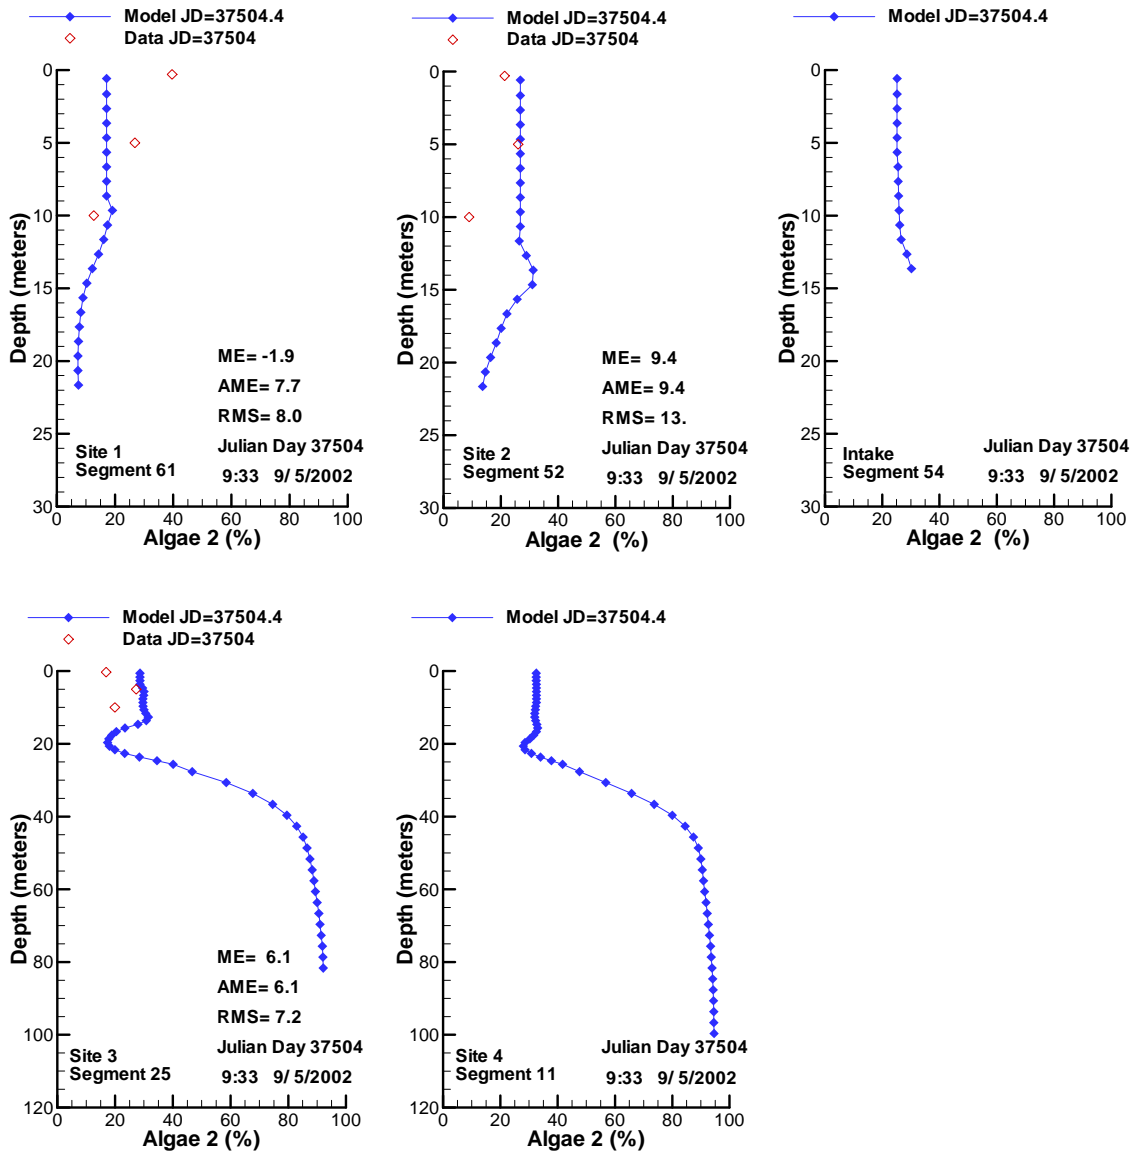 Model JD=37504.4
Data JD=37504
0
5
10
15
20
25
30
Depth (meters)
ME= -1.9
AME= 7.7
RMS= 8.0
Julian Day 37504
9:33 9/ 5/2002
Site 1
Segment 61
0 20 40 60 80 100
Algae 2 (%)
Model JD=37504.4
Data JD=37504
0
5
10
15
20
25
30
Depth (meters)
ME= 9.4
AME= 9.4
RMS= 13.
Julian Day 37504
9:33 9/ 5/2002
Site 2
Segment 52
0 20 40 60 80 100
Algae 2 (%)
Model JD=37504.4
0
5
10
15
20
25
30
Depth (meters)
Julian Day 37504
9:33 9/ 5/2002
Intake
Segment 54
0 20 40 60 80 100
Algae 2 (%)
Model JD=37504.4
Data JD=37504
0
20
40
60
80
100
120
Depth (meters)
ME= 6.1
AME= 6.1
RMS= 7.2
Julian Day 37504
9:33 9/ 5/2002
Site 3
Segment 25
0 20 40 60 80 100
Algae 2 (%)
Model JD=37504.4
0
20
40
60
80
100
120
Depth (meters)
Julian Day 37504
9:33 9/ 5/2002
Site 4
Segment 11
0 20 40 60 80 100
Algae 2 (%)